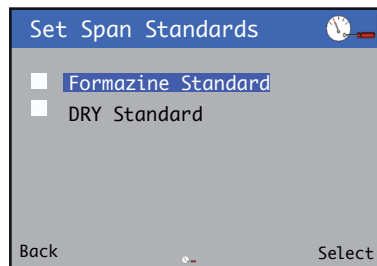 Set Span Standards
Formazine Standard
DRY Standard
Back
Select